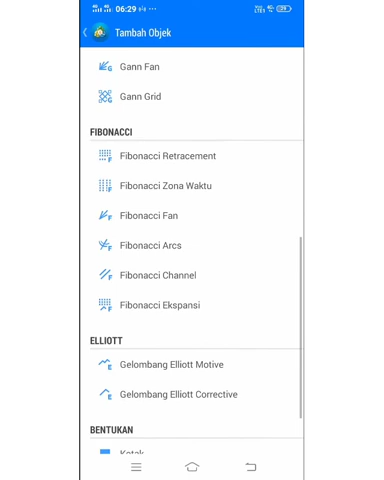 06:29
Tambah Objek
Gann Fan
Gann Grid
FIBONACCI
Fibonacci Retracement
Fibonacci Zona Waktu
Fibonacci Fan
Fibonacci Arcs
Fibonacci Channel
Fibonacci Ekspansi
ELLIOTT
Gelombang Elliott Motive
Gelombang Elliott Corrective
BENTUKAN
Kotak